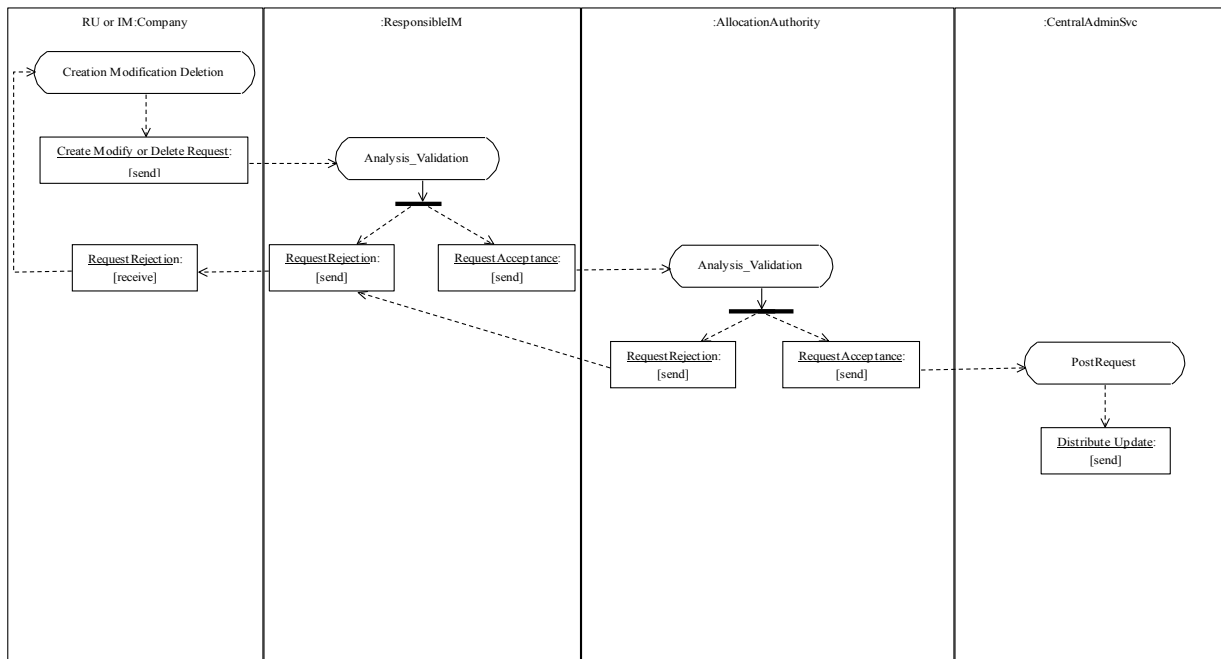 RU or IM:Company
:ResponsibleIM
:AllocationAuthority
:CentralAdminSvc
Creation Modification Deletion
Create Modify or Delete Request:
[send]
Analysis_Validation
RequestRejection:
[receive]
RequestRejection:
[send]
RequestAcceptance:
[send]
Analysis_Validation
RequestRejection:
[send]
RequestAcceptance:
[send]
PostRequest
Distribute Update:
[send]